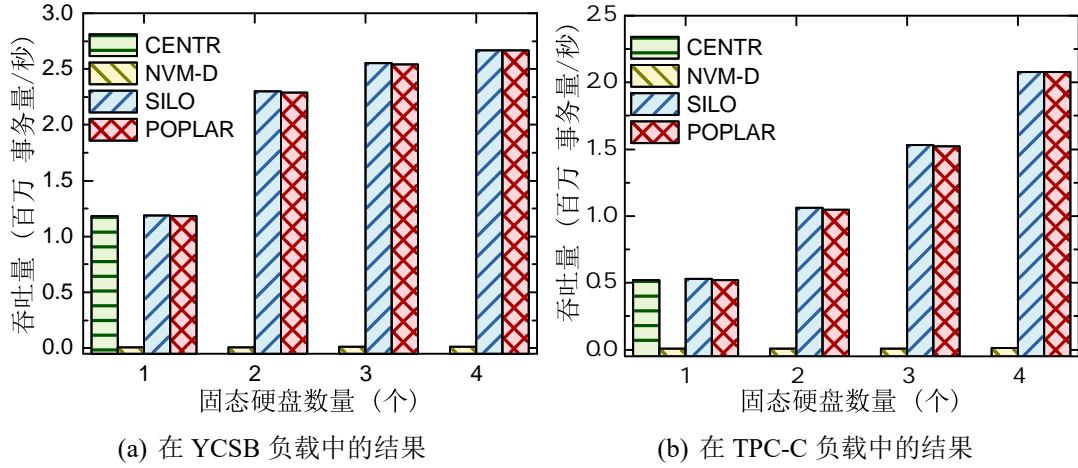 吞吐量（百万 事务量/秒）
3.0
2.5
2.0
1.5
1.0
0.5
0.0
CENTR
NVM-D
SILO
POPLAR
1 2 3 4
固态硬盘数量（个）
(a) 在 YCSB 负载中的结果
吞吐量（百万 事务量/秒）
2.5
2.0
1.5
1.0
0.5
0.0
CENTR
NVM-D
SILO
POPLAR
1 2 3 4
固态硬盘数量（个）
(b) 在 TPC-C 负载中的结果